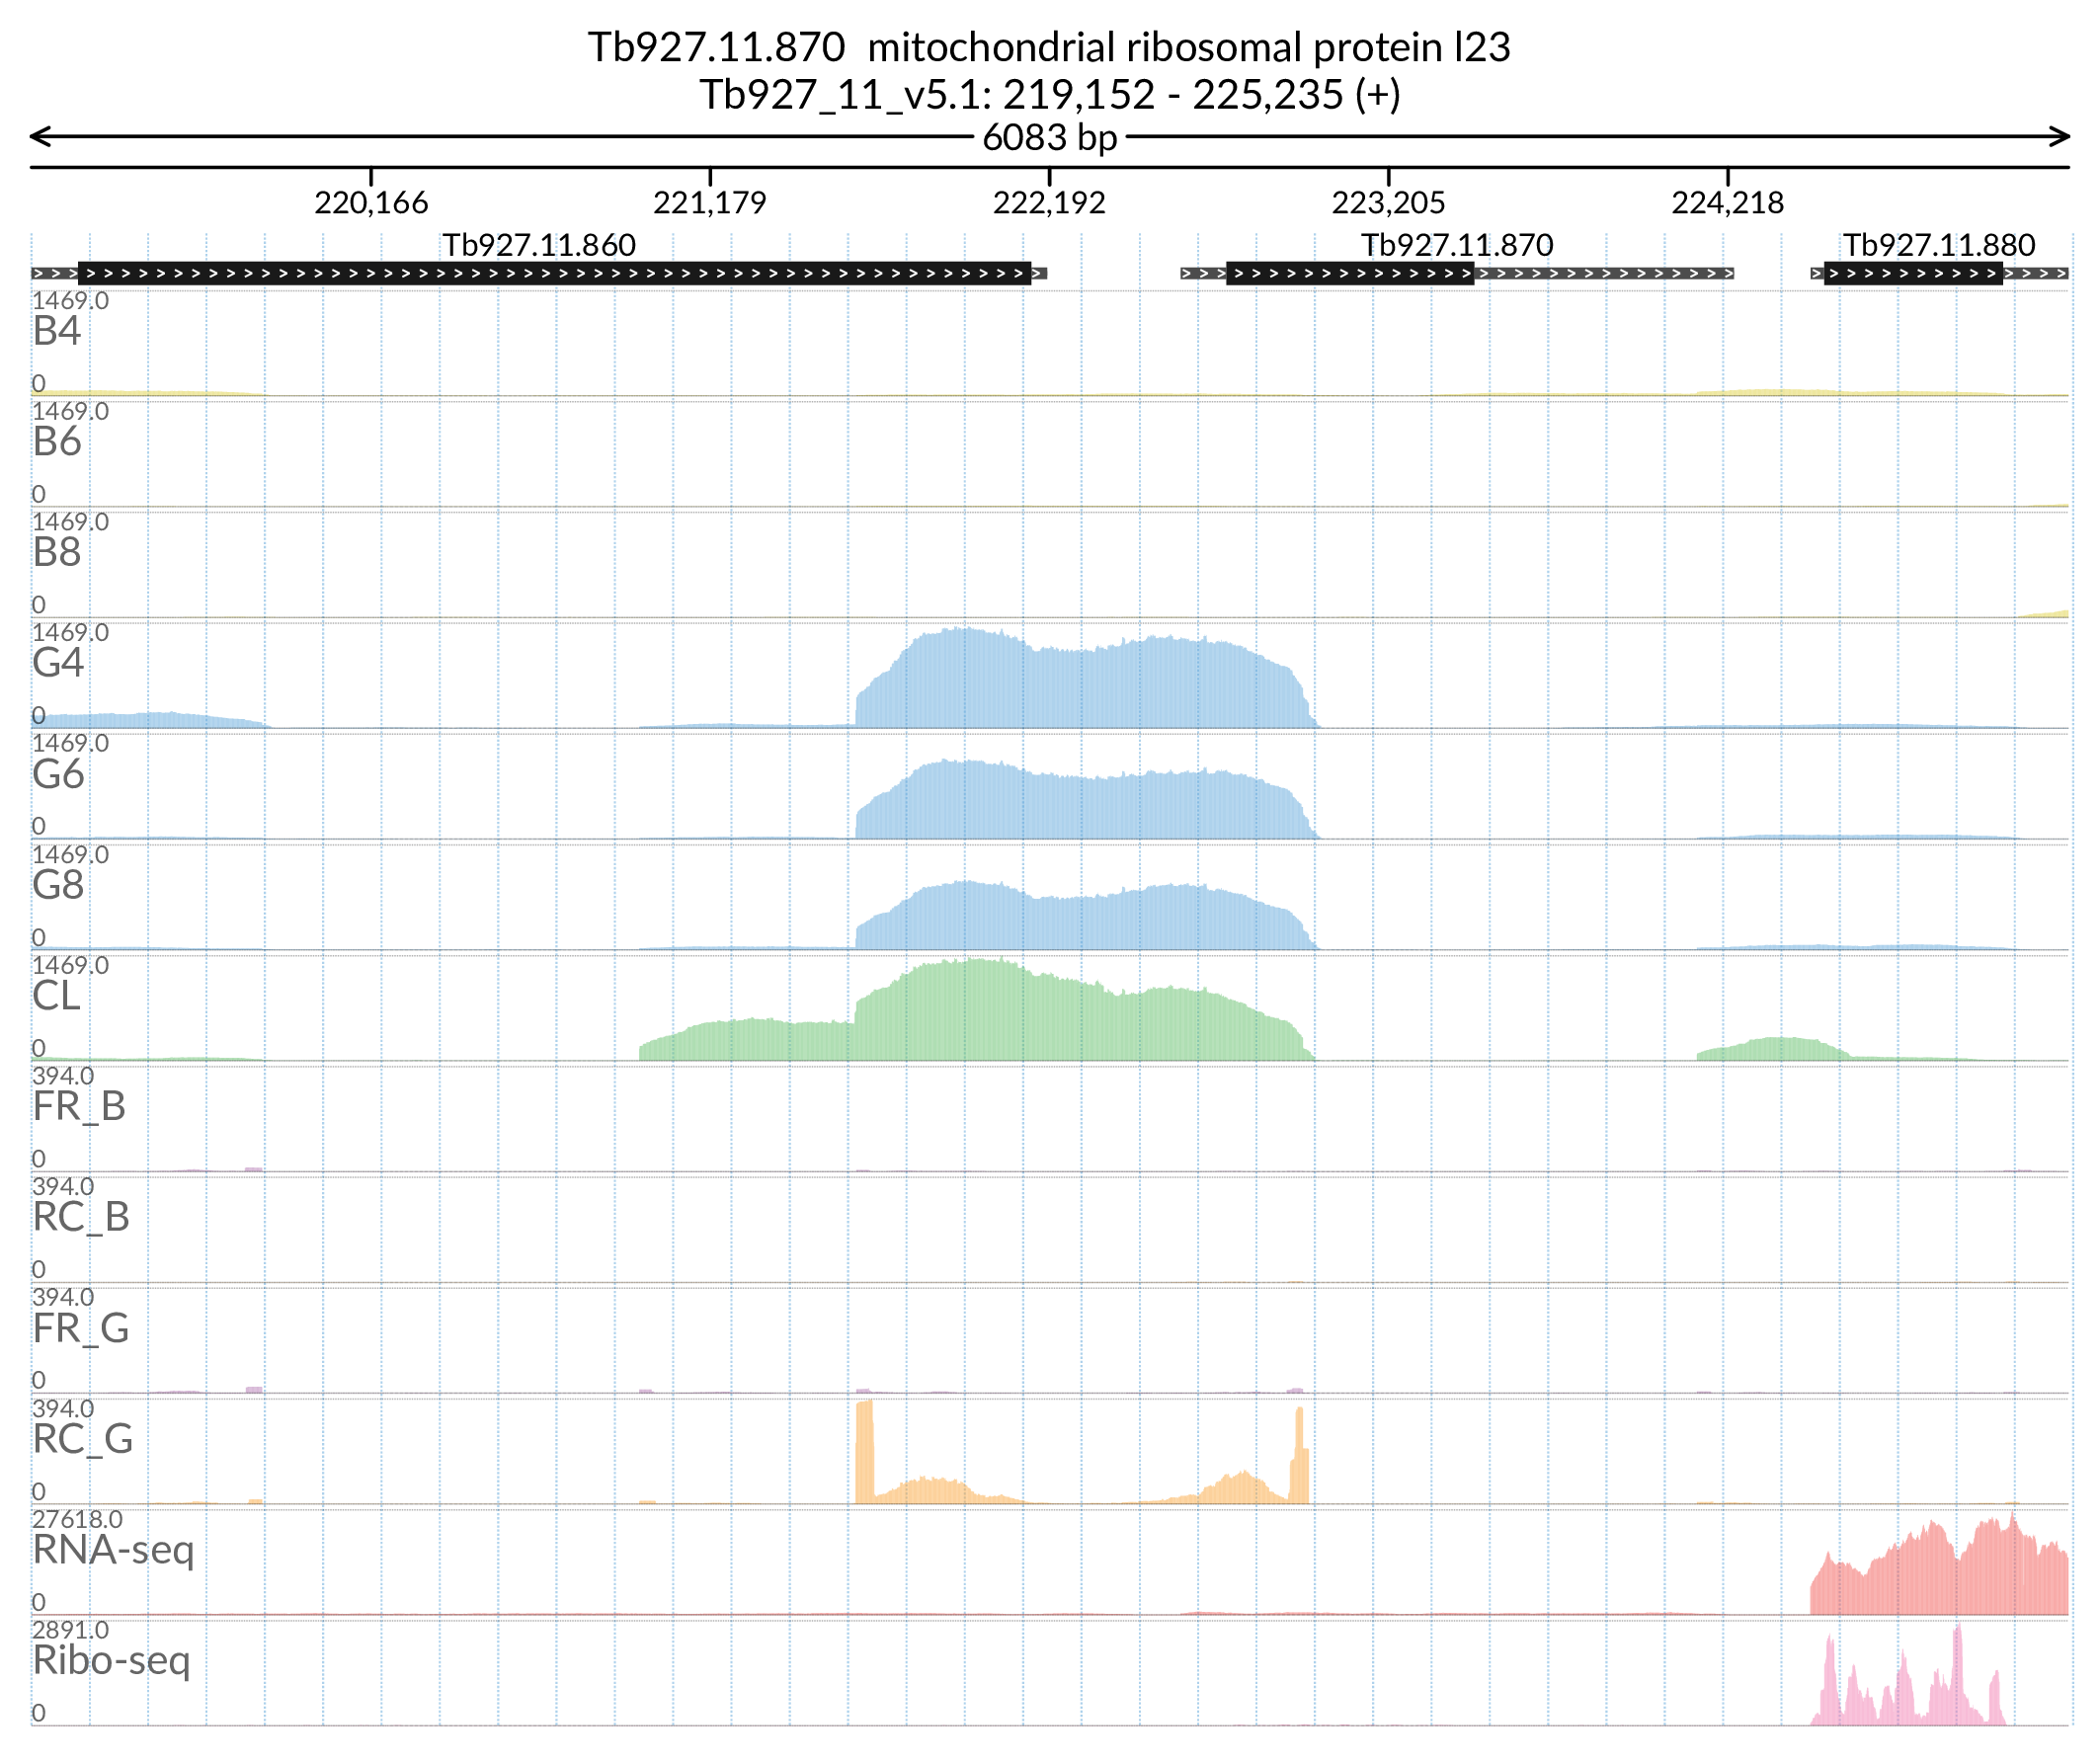 Tb927.11.870  mitochondrial ribosomal protein l23
Tb927_11_v5.1: 219,152 - 225,235 (+)
6083 bp
220,166 221,179 222,192 223,205 224,218
Tb927.11.860 Tb927.11.870 Tb927.11.880
1469.0
B4
0
1469.0
B6
0
1469.0
B8
0
1469.0
G4
0
1469.0
G6
0
1469.0
G8
0
1469.0
CL
0
394.0
FR_B
0
394.0
RC_B
0
394.0
FR_G
0
394.0
RC_G
0
27618.0
RNA-seq
0
2891.0
Ribo-seq
0